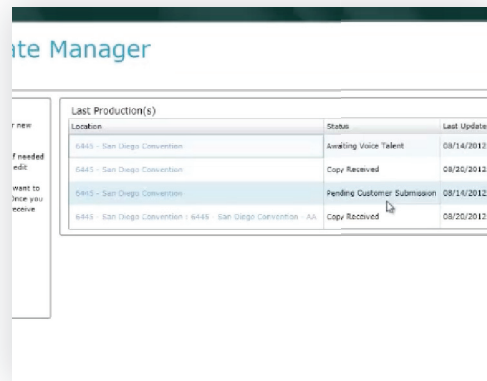 ate Manager
r new
f needed
edit
want to
Once you
receive
Last Production(s)
Location Status Last Update
6445 - San Diego Convention Awaiting Voice Talent 08/14/2012
6445 - San Diego Convention Copy Received 08/20/2012
6445 - San Diego Convention Pending Customer Submission 08/14/2012
6445 - San Diego Convention : 6446 - San Diego Convention - AA Copy Received 08/20/2012